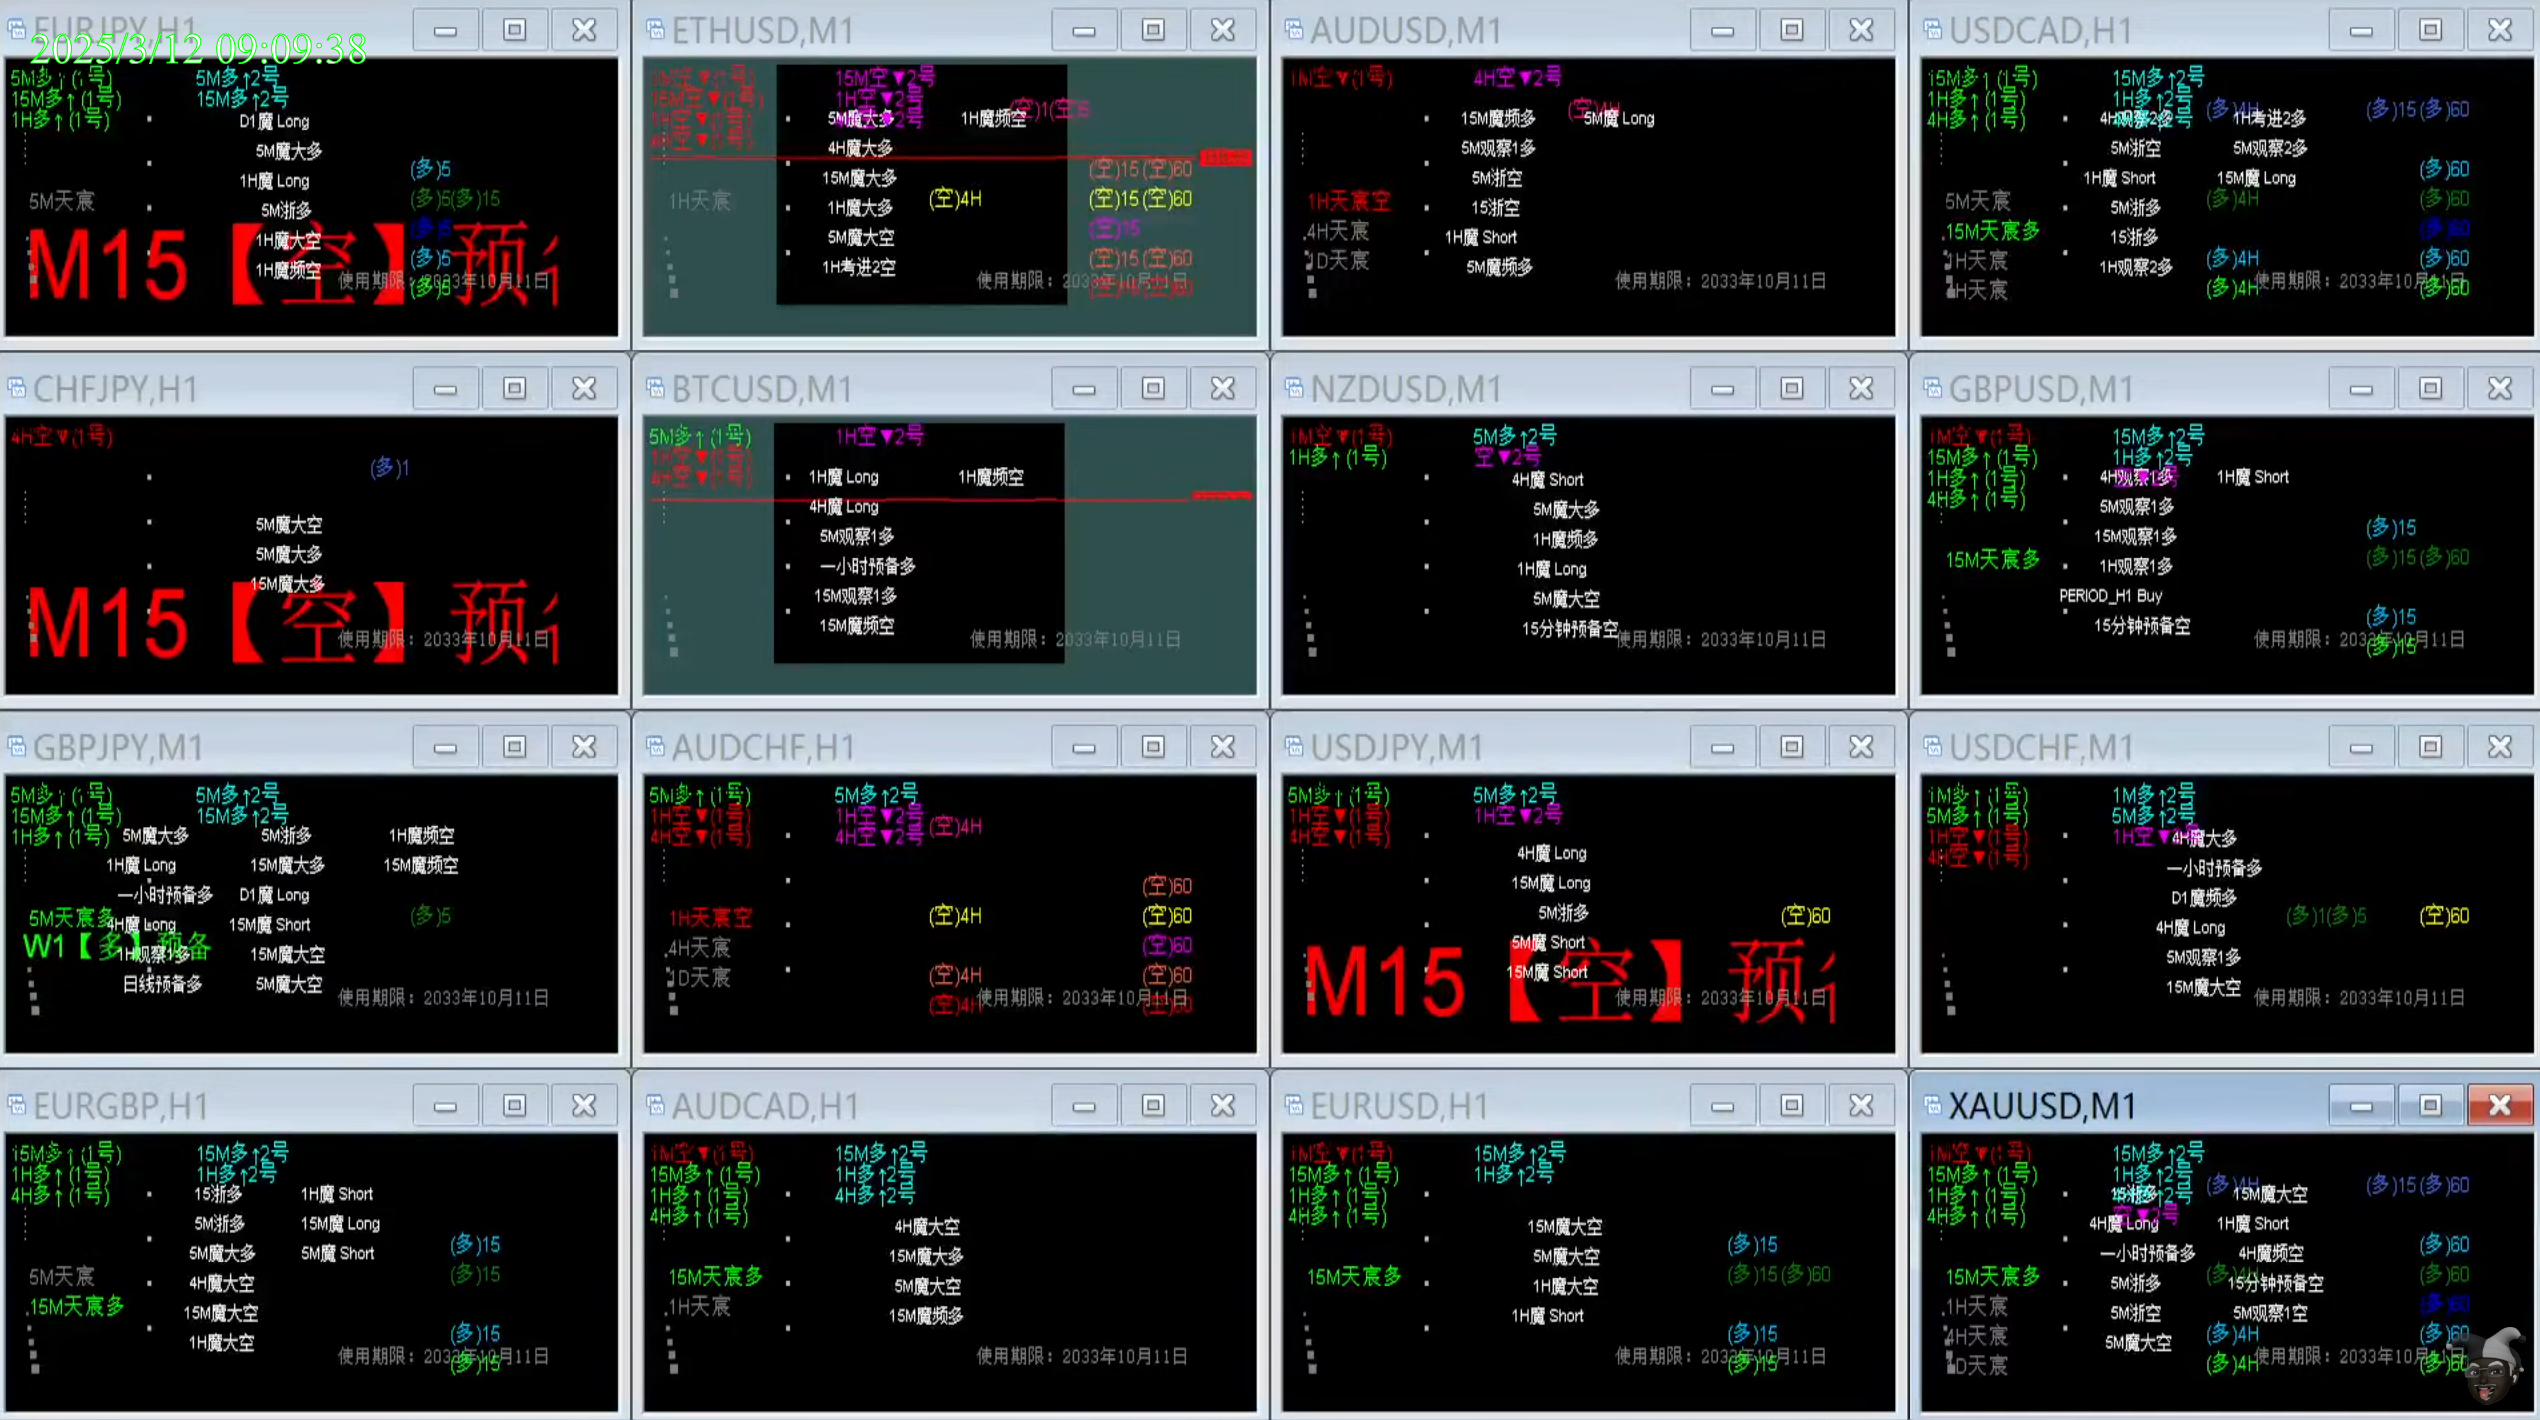 EURJPY,H1
2025/3/12 09:09:38
5M多↑(1号) 5M多↑2号
15M多↑(1号) 15M多↑2号
1H多↑(1号)
D1魔 Long
5M魔大多
(多)5
1H魔 Long
5M天宸
(多)5(多)15
5M浙多
1H魔大空
(多)5
1H魔频空
(多)5
M15【空】预
使用期限：2033年10月11日
ETHUSD,M1
1M空▼(1号) 15M空▼2号
15M空▼(1号) 1H空▼2号
1H空▼(1号)
4H空▼(1号)
5M魔大多 1H魔频空
4H魔大多
(空)15(空)60
15M魔大多
1H天宸 (空)4H (空)15(空)60
1H魔大多
(空)15
5M魔大空
(空)15(空)60
1H考进2空
使用期限：2033年10月11日
AUDUSD,M1
1M空▼(1号) 4H空▼2号
(空)4H
15M魔频多 5M魔 Long
5M观察1多
5M浙空
1H天宸空
15浙空
4H天宸
1H魔 Short
1D天宸
5M魔频多
使用期限：2033年10月11日
USDCAD,H1
15M多↑(1号) 15M多↑2号
1H多↑(1号) 1H多↑2号
4H多↑(1号)
(多)4H (多)15(多)60
4H观察2多 1H考进2多
5M浙空 5M观察2多
(多)60
1H魔 Short 15M魔 Long
5M天宸 (多)4H (多)60
5M浙多
15M天宸多 (多)60
15浙多
1H天宸 (多)4H (多)60
1H观察2多
H天宸 (多)4H (多)60
使用期限：2033年10月11日
CHFJPY,H1
4H空▼(1号)
(多)1
5M魔大空
5M魔大多
15M魔大多
M15【空】预
使用期限：2033年10月11日
BTCUSD,M1
5M多↑(1号) 1H空▼2号
1H空▼(1号)
4H空▼(1号)
1H魔 Long 1H魔频空
4H魔 Long
5M观察1多
一小时预备多
15M观察1多
15M魔频空
使用期限：2033年10月11日
NZDUSD,M1
1M空▼(1号) 5M多↑2号
1H多↑(1号) 空▼2号
4H魔 Short
5M魔大多
1H魔频多
1H魔 Long
5M魔大空
15分钟预备空
使用期限：2033年10月11日
GBPUSD,M1
1M空▼(1号) 15M多↑2号
15M多↑(1号) 1H多↑2号
1H多↑(1号)
4H多↑(1号)
4H观察1多 1H魔 Short
5M观察1多
(多)15
15M观察1多
15M天宸多 (多)15(多)60
1H观察1多
PERIOD_H1 Buy
(多)15
15分钟预备空
(多)15
使用期限：2033年10月11日
GBPJPY,M1
5M多↑(1号) 5M多↑2号
15M多↑(1号) 15M多↑2号
1H多↑(1号)
5M魔大多 5M浙多 1H魔频空
1H魔 Long 15M魔大多 15M魔频空
一小时预备多 D1魔 Long
5M天宸多 (多)5
4H魔 Long 15M魔 Short
W1【多】预备
1H观察1多 15M魔大空
日线预备多 5M魔大空
使用期限：2033年10月11日
AUDCHF,H1
5M多↑(1号) 5M多↑2号
1H空▼(1号) 1H空▼2号
4H空▼(1号) 4H空▼2号
(空)4H
(空)60
1H天宸空 (空)4H (空)60
4H天宸 (空)60
1D天宸 (空)4H (空)60
(空)4H (空)60
使用期限：2033年10月11日
USDJPY,M1
5M多↑(1号) 5M多↑2号
1H空▼(1号) 1H空▼2号
4H空▼(1号)
4H魔 Long
15M魔 Long
5M浙多
(空)60
5M魔 Short
15M魔 Short
M15【空】预
使用期限：2033年10月11日
USDCHF,M1
1M多↑(1号) 1M多↑2号
5M多↑(1号) 5M多↑2号
1H空▼(1号) 1H空▼
4H空▼(1号)
4H魔大多
一小时预备多
D1魔频多
(多)1(多)5 (空)60
4H魔 Long
5M观察1多
15M魔大空
使用期限：2033年10月11日
EURGBP,H1
15M多↑(1号) 15M多↑2号
1H多↑(1号) 1H多↑2号
4H多↑(1号)
15浙多 1H魔 Short
5M浙多 15M魔 Long
(多)15
5M魔大多 5M魔 Short
5M天宸 (多)15
4H魔大空
15M天宸多
15M魔大空
(多)15
1H魔大空
(多)15
使用期限：2033年10月11日
AUDCAD,H1
1M空▼(1号) 15M多↑2号
15M多↑(1号) 1H多↑2号
1H多↑(1号) 4H多↑2号
4H多↑(1号)
4H魔大空
15M魔大多
15M天宸多
5M魔大空
1H天宸
15M魔频多
使用期限：2033年10月11日
EURUSD,H1
1M空▼(1号) 15M多↑2号
15M多↑(1号) 1H多↑2号
1H多↑(1号)
4H多↑(1号)
15M魔大空
(多)15
5M魔大空
15M天宸多 (多)15(多)60
1H魔大空
1H魔 Short
(多)15
(多)15
使用期限：2033年10月11日
XAUUSD,M1
1M空▼(1号) 15M多↑2号
15M多↑(1号) 1H多↑2号
(多)4H (多)15(多)60
1H多↑(1号)
15浙多 15M魔大空
4H多↑(1号) 空▼2号
4H魔 Long 1H魔 Short
(多)60
一小时预备多 4H魔频空
15M天宸多 (多)60
5M浙多 15分钟预备空
1H天宸 (多)60
5M浙空 5M观察1空
4H天宸 (多)4H (多)60
5M魔大空
1D天宸 (多)4H (多)60
使用期限：2033年10月11日